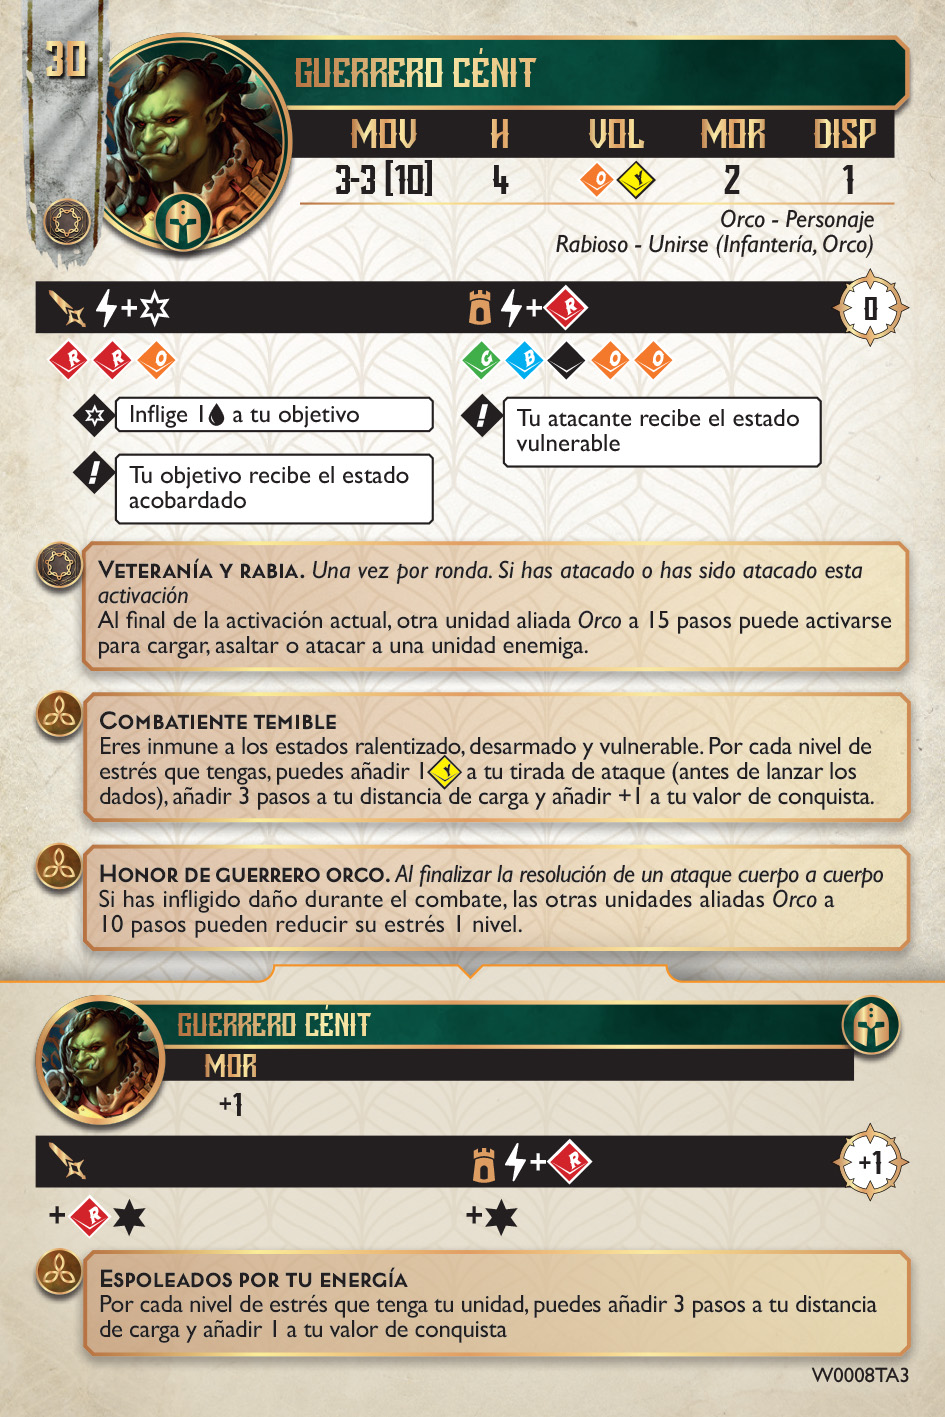 30
GUERRERO CÉNIT
MOV H VOL MOR DISP
3-3 [10] 4 O Y 2 1
Orco - Personaje
Rabioso - Unirse (Infantería, Orco)
+ + R 0
R R O G B O O
Inflige 1 a tu objetivo
Tu objetivo recibe el estado
acobardado
Tu atacante recibe el estado
vulnerable
VETERANÍA Y RABIA. Una vez por ronda. Si has atacado o has sido atacado esta
activación
Al final de la activación actual, otra unidad aliada Orco a 15 pasos puede activarse
para cargar, asaltar o atacar a una unidad enemiga.
COMBATIENTE TEMIBLE
Eres inmune a los estados ralentizado, desarmado y vulnerable. Por cada nivel de
estrés que tengas, puedes añadir 1 Y a tu tirada de ataque (antes de lanzar los
dados), añadir 3 pasos a tu distancia de carga y añadir +1 a tu valor de conquista.
HONOR DE GUERRERO ORCO. Al finalizar la resolución de un ataque cuerpo a cuerpo
Si has infligido daño durante el combate, las otras unidades aliadas Orco a
10 pasos pueden reducir su estrés 1 nivel.
GUERRERO CÉNIT
MOR
+1
+ R +1
+ R +
ESPOLEADOS POR TU ENERGÍA
Por cada nivel de estrés que tenga tu unidad, puedes añadir 3 pasos a tu distancia
de carga y añadir 1 a tu valor de conquista
W0008TA3